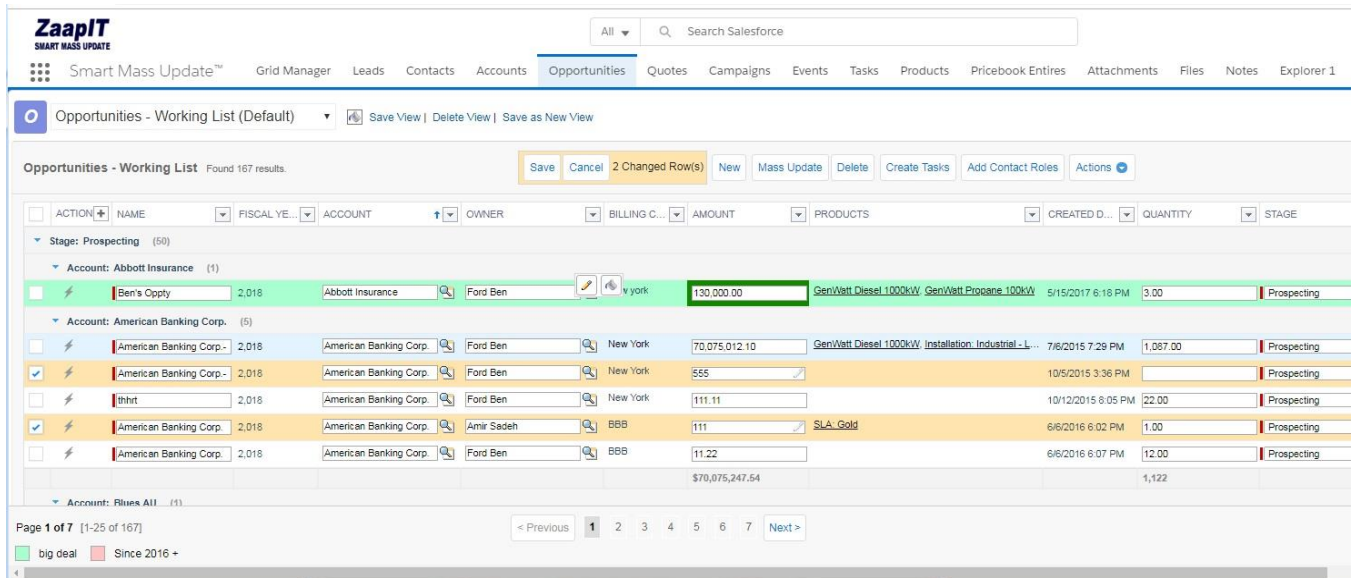 ZaapIT
SMART MASS UPDATE
All Search Salesforce
Smart Mass Update™ Grid Manager Leads Contacts Accounts Opportunities Quotes Campaigns Events Tasks Products Pricebook Entires Attachments Files Notes Explorer 1
O Opportunities - Working List (Default) Save View | Delete View | Save as New View
Opportunities - Working List Found 167 results. Save Cancel 2 Changed Row(s) New Mass Update Delete Create Tasks Add Contact Roles Actions
ACTION NAME FISCAL YE... ACCOUNT OWNER BILLING C... AMOUNT PRODUCTS CREATED D... QUANTITY STAGE
Stage: Prospecting (50)
Account: Abbott Insurance (1)
Ben's Oppty 2,018 Abbott Insurance Ford Ben york 130,000.00 GenWatt Diesel 1000kW, GenWatt Propane 100kW 5/15/2017 6:18 PM 3.00 Prospecting
Account: American Banking Corp. (5)
American Banking Corp.- 2,018 American Banking Corp. Ford Ben New York 70,075,012.10 GenWatt Diesel 1000kW, Installation: Industrial - L... 7/6/2015 7:29 PM 1,087.00 Prospecting
American Banking Corp.- 2,018 American Banking Corp. Ford Ben New York 555 10/5/2015 3:36 PM Prospecting
thhrt 2,018 American Banking Corp. Ford Ben New York 111.11 10/12/2015 8:05 PM 22.00 Prospecting
American Banking Corp. 2,018 American Banking Corp. Amir Sadeh BBB 111 SLA: Gold 6/6/2016 6:02 PM 1.00 Prospecting
American Banking Corp. 2,018 American Banking Corp. Ford Ben BBB 11.22 6/6/2016 6:07 PM 12.00 Prospecting
$70,075,247.54 1,122
Account: Blues AU (1)
Page 1 of 7 [1-25 of 167] < Previous 1 2 3 4 5 6 7 Next >
big deal Since 2016 +